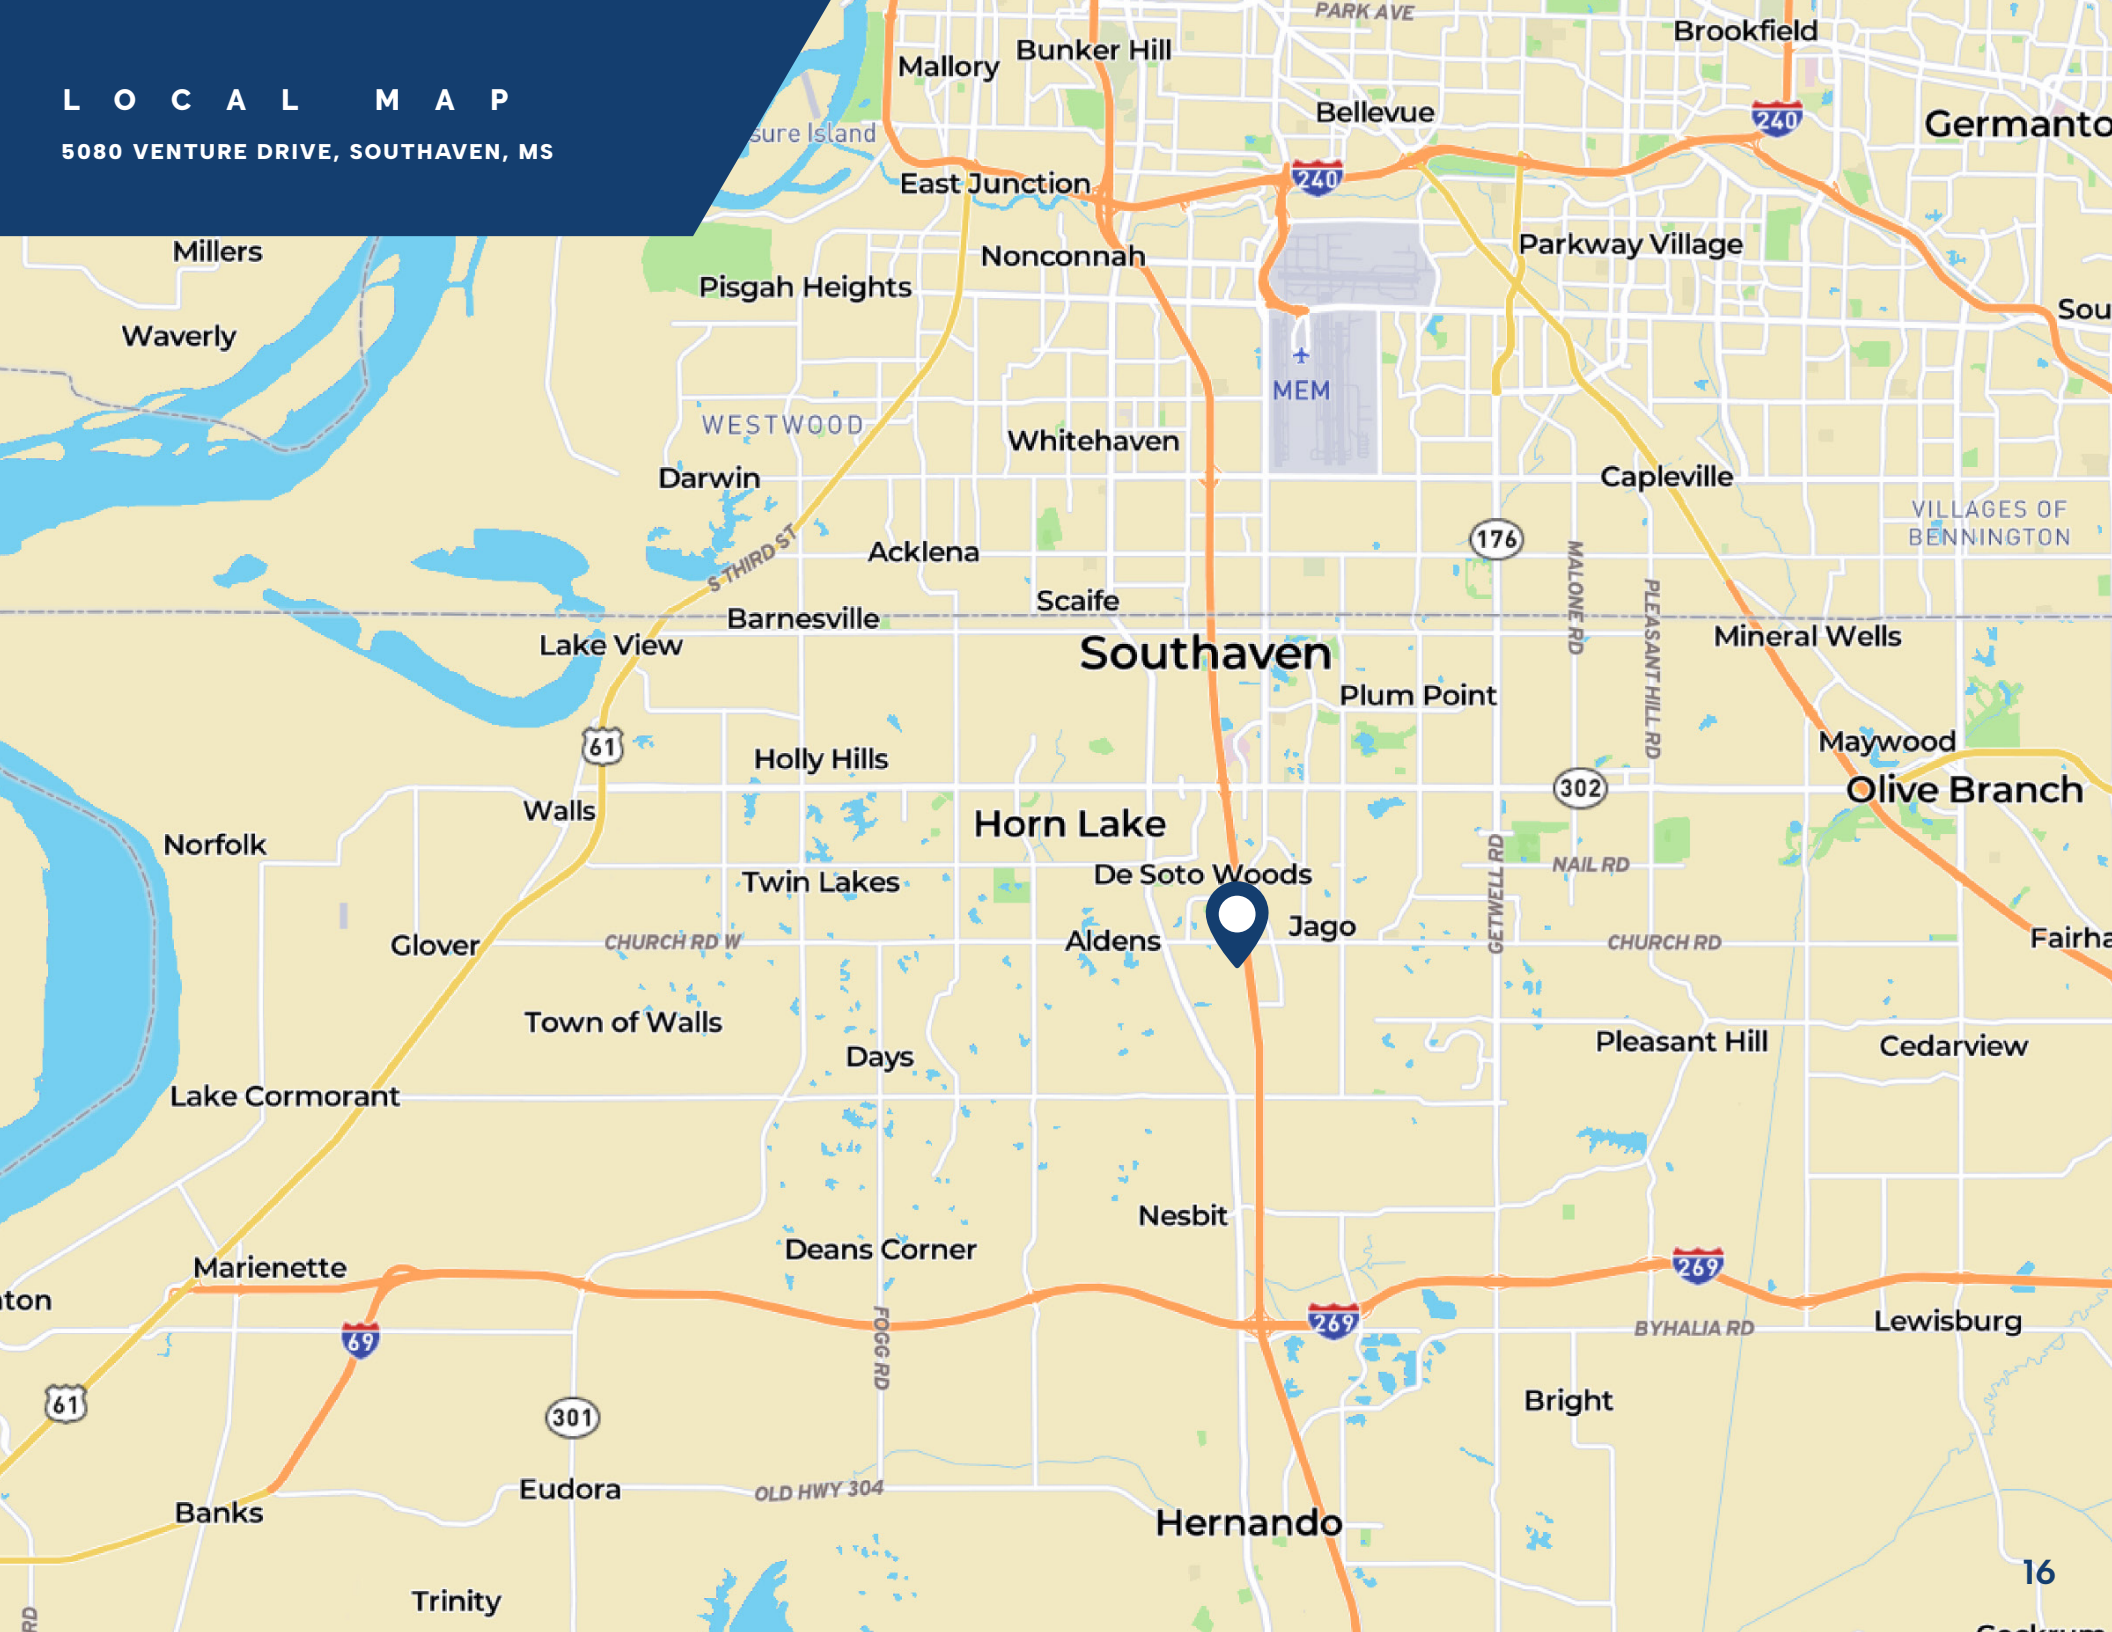 LOCAL MAP
5080 VENTURE DRIVE, SOUTHAVEN, MS
PARK AVE
Brookfield
Bunker Hill
Mallory
Bellevue
240
Germanto
sure Island
East Junction
240
Millers
Nonconnah
Parkway Village
Pisgah Heights
Sou
Waverly
MEM
WESTWOOD
Whitehaven
Darwin
Capleville
VILLAGES OF
BENNINGTON
176
S THIRD ST
Acklena
MALONE RD
PLEASANT HILL RD
Scaife
Barnesville
Lake View
Southaven
Mineral Wells
Plum Point
61
Maywood
Holly Hills
302
Olive Branch
Walls
Horn Lake
Norfolk
NAIL RD
De Soto Woods
Twin Lakes
GETWELL RD
Jago
Glover
CHURCH RD W
Aldens
CHURCH RD
Fairha
Town of Walls
Days
Pleasant Hill
Cedarview
Lake Cormorant
Nesbit
Deans Corner
Marienette
269
nton
69
FOGG RD
269
BYHALIA RD
Lewisburg
61
301
Bright
Eudora
OLD HWY 304
Banks
Hernando
16
Trinity
RD